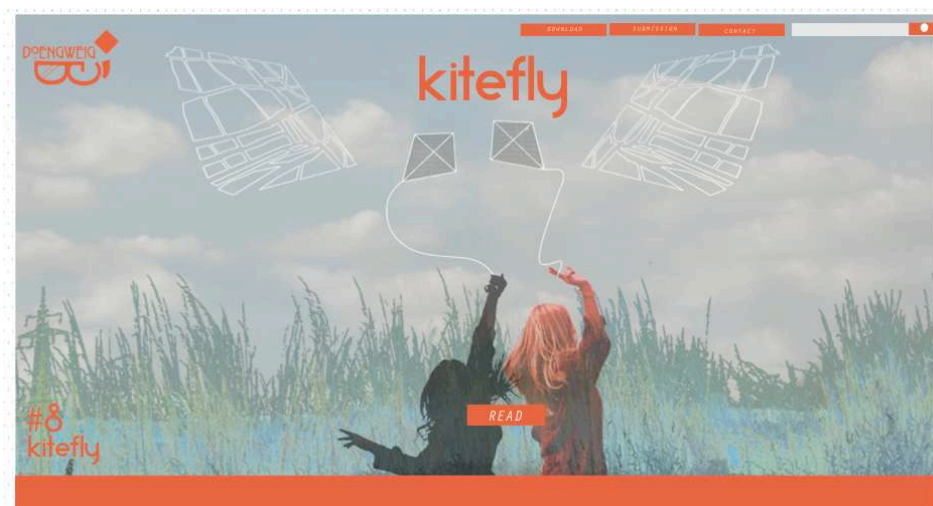 DOENGWEIG
DOWNLOAD
SUBMISSION
CONTACT
kitefly
READ
#8
kitefly